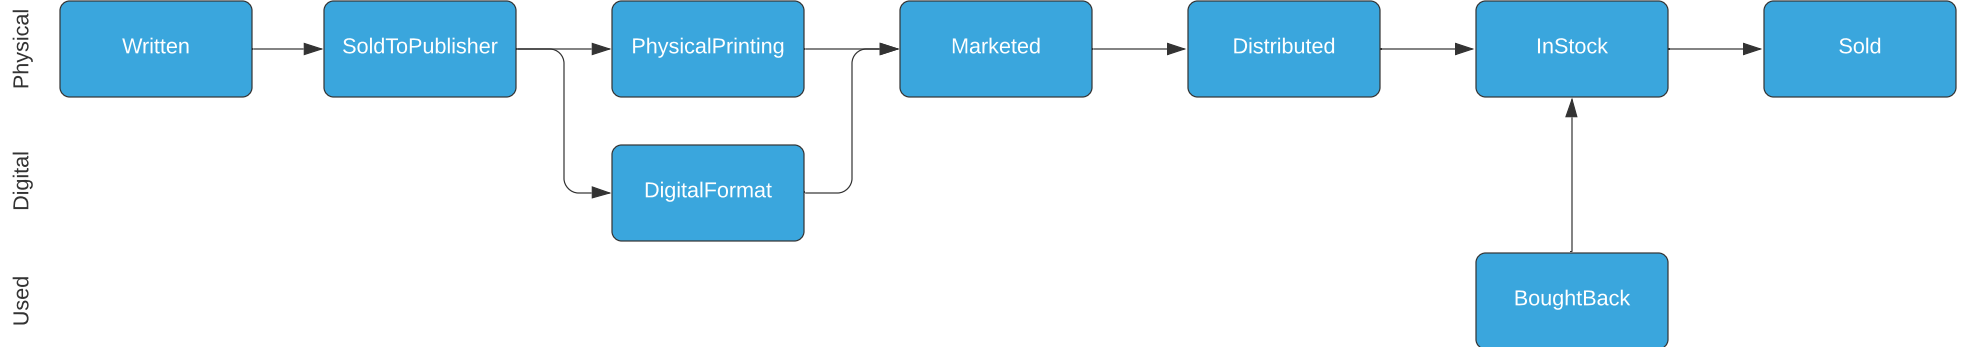 Physical
Written
SoldToPublisher
PhysicalPrinting
Marketed
Distributed
InStock
Sold
Digital
DigitalFormat
Used
BoughtBack